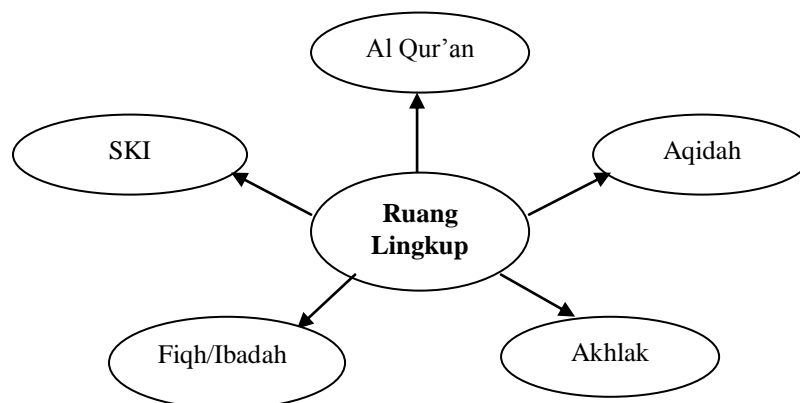 Al Qur’an
SKI
Aqidah
Ruang
Lingkup
Fiqh/Ibadah
Akhlak